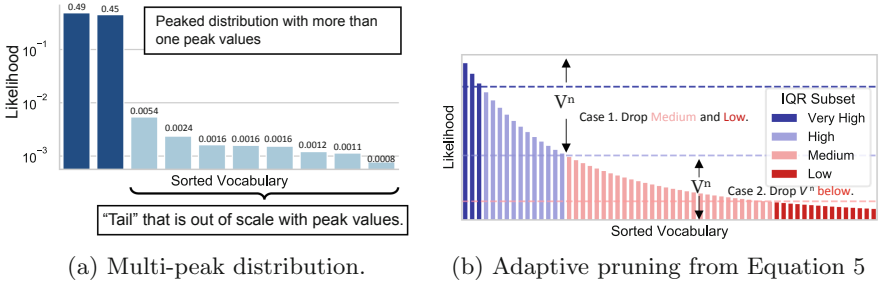 0.49
0.45
Peaked distribution with more than
one peak values
10⁻¹
10⁻²
10⁻³
Likelihood
0.0054
0.0024
0.0016
0.0016
0.0016
0.0012
0.0011
0.0008
Sorted Vocabulary
"Tail" that is out of scale with peak values.
(a) Multi-peak distribution.
Likelihood
Vⁿ
Case 1. Drop Medium and Low.
IQR Subset
Very High
High
Medium
Low
Vⁿ
Case 2. Drop Vⁿ below.
Sorted Vocabulary
(b) Adaptive pruning from Equation 5